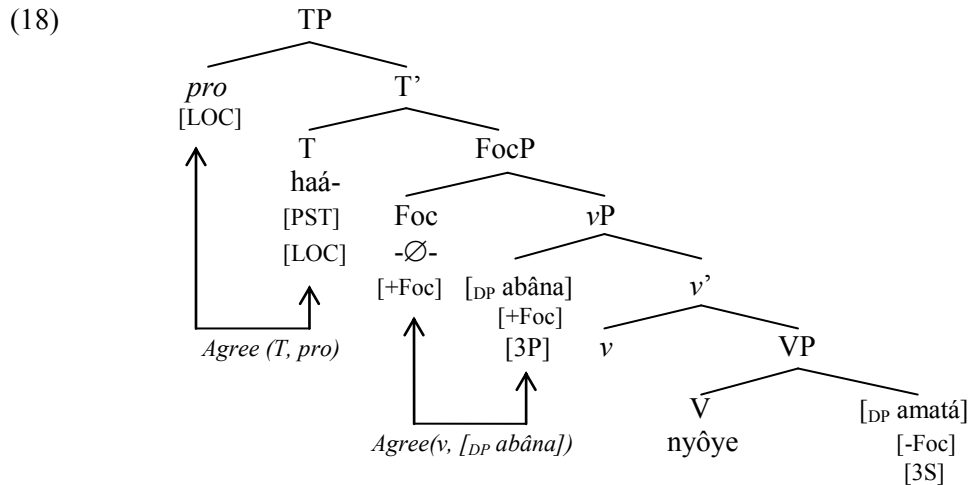 (18) TP
pro T'
[LOC]
T FocP
haá-
[PST] Foc vP
[LOC] -∅-
[+Foc] [DP abâna] v'
[+Foc]
Agree (T, pro) [3P] v VP
V [DP amatá]
Agree(v, [DP abâna]) nyôye [-Foc]
[3S]